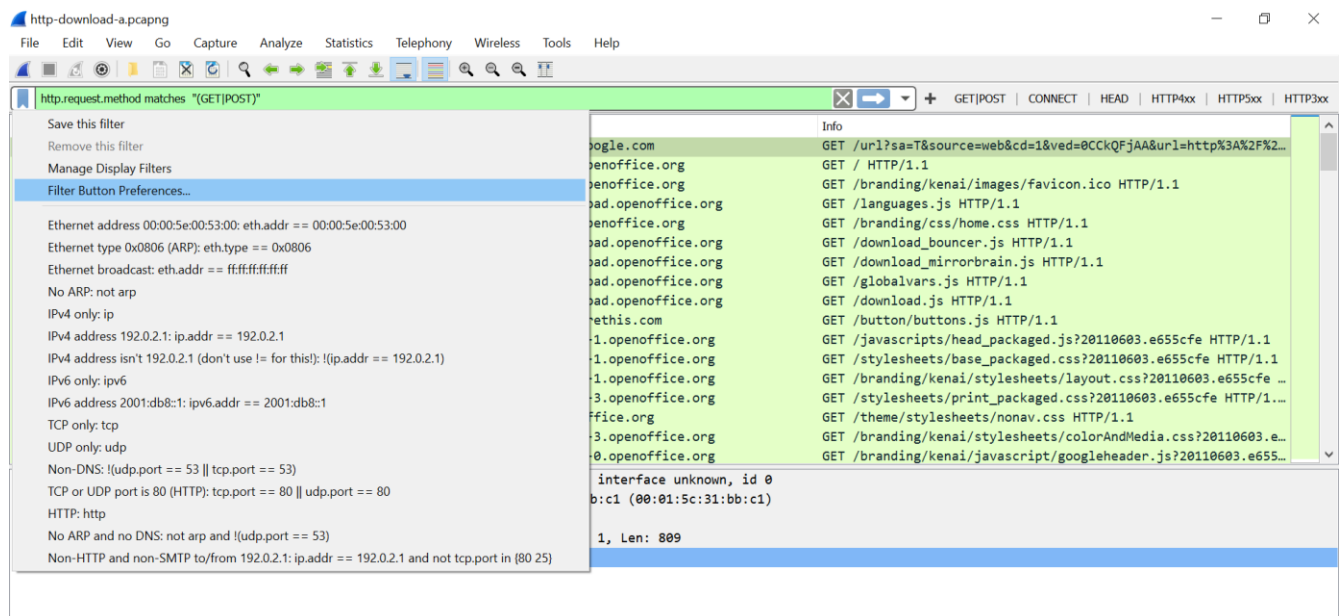 http-download-a.pcapng
File Edit View Go Capture Analyze Statistics Telephony Wireless Tools Help
http.request.method matches "(GET|POST)"
GET|POST | CONNECT | HEAD | HTTP4xx | HTTP5xx | HTTP3xx
Save this filter
Remove this filter
Manage Display Filters
Filter Button Preferences...
Ethernet address 00:00:5e:00:53:00: eth.addr == 00:00:5e:00:53:00
Ethernet type 0x0806 (ARP): eth.type == 0x0806
Ethernet broadcast: eth.addr == ff:ff:ff:ff:ff:ff
No ARP: not arp
IPv4 only: ip
IPv4 address 192.0.2.1: ip.addr == 192.0.2.1
IPv4 address isn't 192.0.2.1 (don't use != for this!): !(ip.addr == 192.0.2.1)
IPv6 only: ipv6
IPv6 address 2001:db8::1: ipv6.addr == 2001:db8::1
TCP only: tcp
UDP only: udp
Non-DNS: !(udp.port == 53 || tcp.port == 53)
TCP or UDP port is 80 (HTTP): tcp.port == 80 || udp.port == 80
HTTP: http
No ARP and no DNS: not arp and !(udp.port == 53)
Non-HTTP and non-SMTP to/from 192.0.2.1: ip.addr == 192.0.2.1 and not tcp.port in {80 25}
Info
ogle.com GET /url?sa=T&source=web&cd=1&ved=0CCkQFjAA&url=http%3A%2F%2…
enoffice.org GET / HTTP/1.1
enoffice.org GET /branding/kenai/images/favicon.ico HTTP/1.1
ad.openoffice.org GET /languages.js HTTP/1.1
enoffice.org GET /branding/css/home.css HTTP/1.1
ad.openoffice.org GET /download_bouncer.js HTTP/1.1
ad.openoffice.org GET /download_mirrorbrain.js HTTP/1.1
ad.openoffice.org GET /globalvars.js HTTP/1.1
ad.openoffice.org GET /download.js HTTP/1.1
ethis.com GET /button/buttons.js HTTP/1.1
-1.openoffice.org GET /javascripts/head_packaged.js?20110603.e655cfe HTTP/1.1
-1.openoffice.org GET /stylesheets/base_packaged.css?20110603.e655cfe HTTP/1.1
-1.openoffice.org GET /branding/kenai/stylesheets/layout.css?20110603.e655cfe …
-3.openoffice.org GET /stylesheets/print_packaged.css?20110603.e655cfe HTTP/1.…
ffice.org GET /theme/stylesheets/nonav.css HTTP/1.1
-3.openoffice.org GET /branding/kenai/stylesheets/colorAndMedia.css?20110603.e…
-0.openoffice.org GET /branding/kenai/javascript/googleheader.js?20110603.e655…
interface unknown, id 0
b:c1 (00:01:5c:31:bb:c1)
1, Len: 809